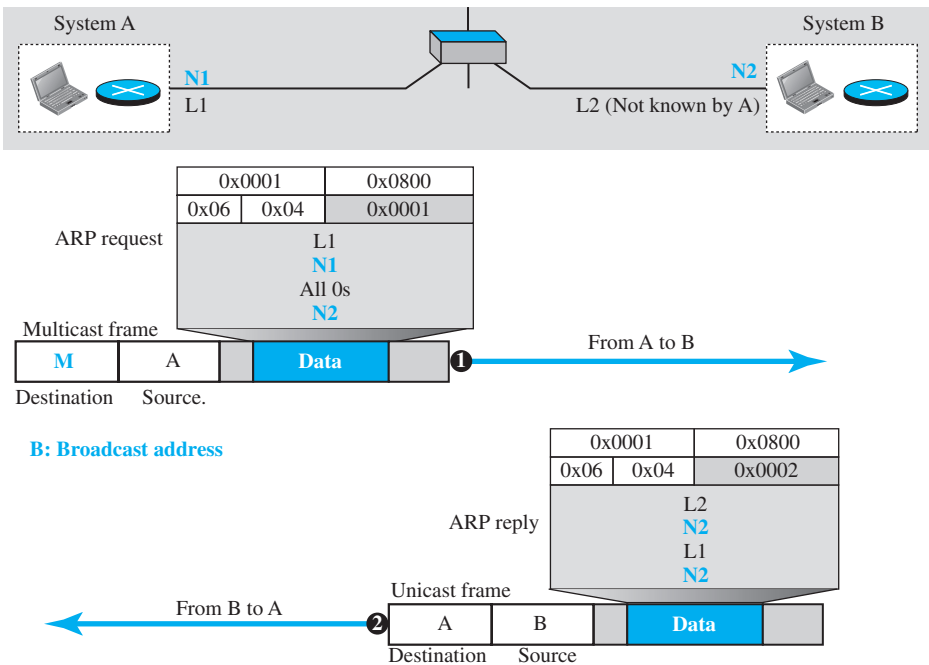 System A
System B
N1
N2
L1
L2 (Not known by A)
0x0001 0x0800
0x06 0x04 0x0001
ARP request
L1
N1
All 0s
N2
Multicast frame
M A Data
1
From A to B
Destination Source.
B: Broadcast address
0x0001 0x0800
0x06 0x04 0x0002
ARP reply
L2
N2
L1
N2
Unicast frame
From B to A
2
A B Data
Destination Source